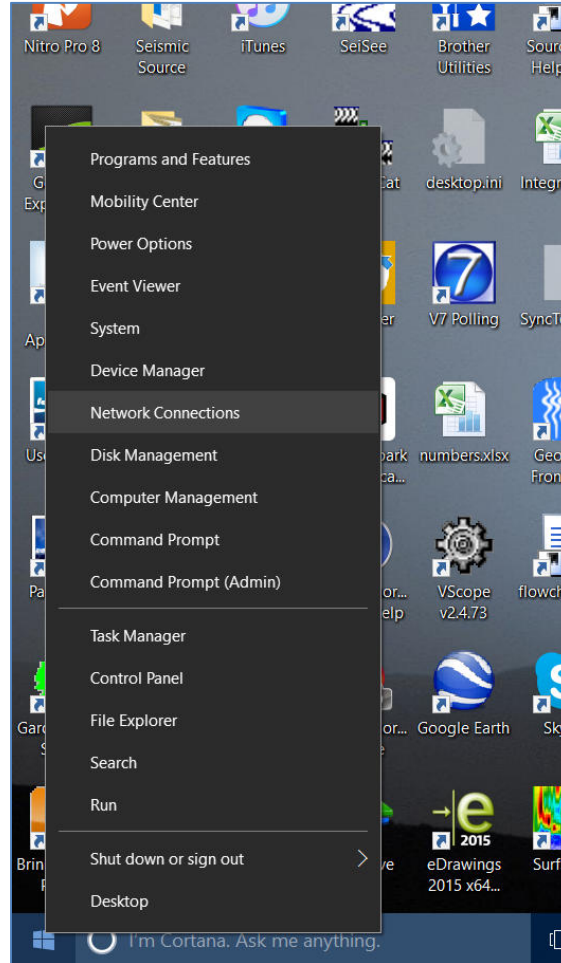 Nitro Pro 8
Seismic
Source
iTunes
SeiSee
Brother
Utilities
Programs and Features
Mobility Center
Power Options
Event Viewer
System
Device Manager
Network Connections
Disk Management
Computer Management
Command Prompt
Command Prompt (Admin)
Task Manager
Control Panel
File Explorer
Search
Run
Shut down or sign out
Desktop
desktop.ini
7
V7 Polling
numbers.xlsx
VScope
v2.4.73
Google Earth
e
2015
eDrawings
2015 x64...
I'm Cortana. Ask me anything.